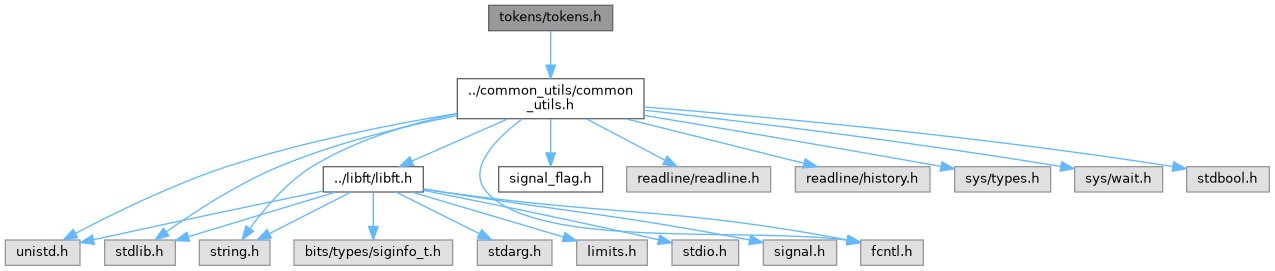 tokens/tokens.h
../common_utils/common
_utils.h
../libft/libft.h
signal_flag.h
readline/readline.h
readline/history.h
sys/types.h
sys/wait.h
stdbool.h
unistd.h
stdlib.h
string.h
bits/types/siginfo_t.h
stdarg.h
limits.h
stdio.h
signal.h
fcntl.h